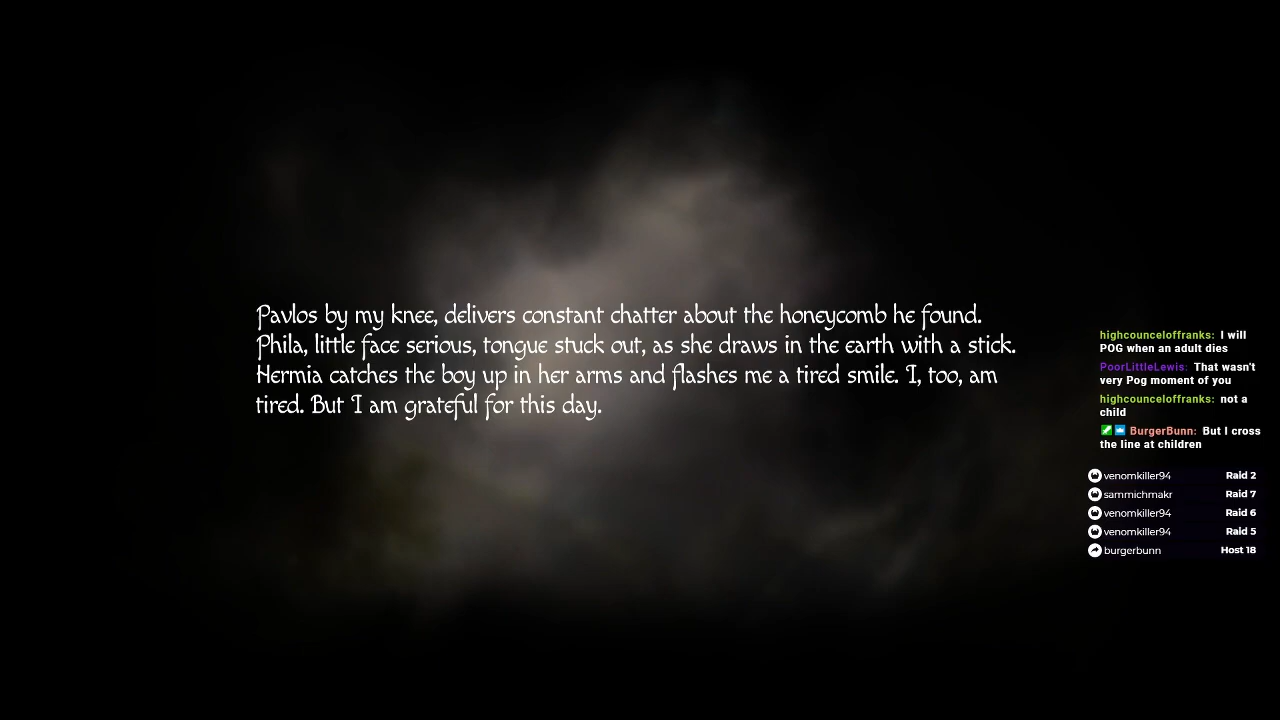 Pavlos by my knee, delivers constant chatter about the honeycomb he found.
Phila, little face serious, tongue stuck out, as she draws in the earth with a stick.
Hermia catches the boy up in her arms and flashes me a tired smile. I, too, am
tired. But I am grateful for this day.
highcounceloffranks: I will
POG when an adult dies
PoorLittleLewis: That wasn't
very Pog moment of you
highcounceloffranks: not a
child
BurgerBunn: But I cross
the line at children
venomkiller94 Raid 2
sammichmakr Raid 7
venomkiller94 Raid 6
venomkiller94 Raid 5
burgerbunn Host 18